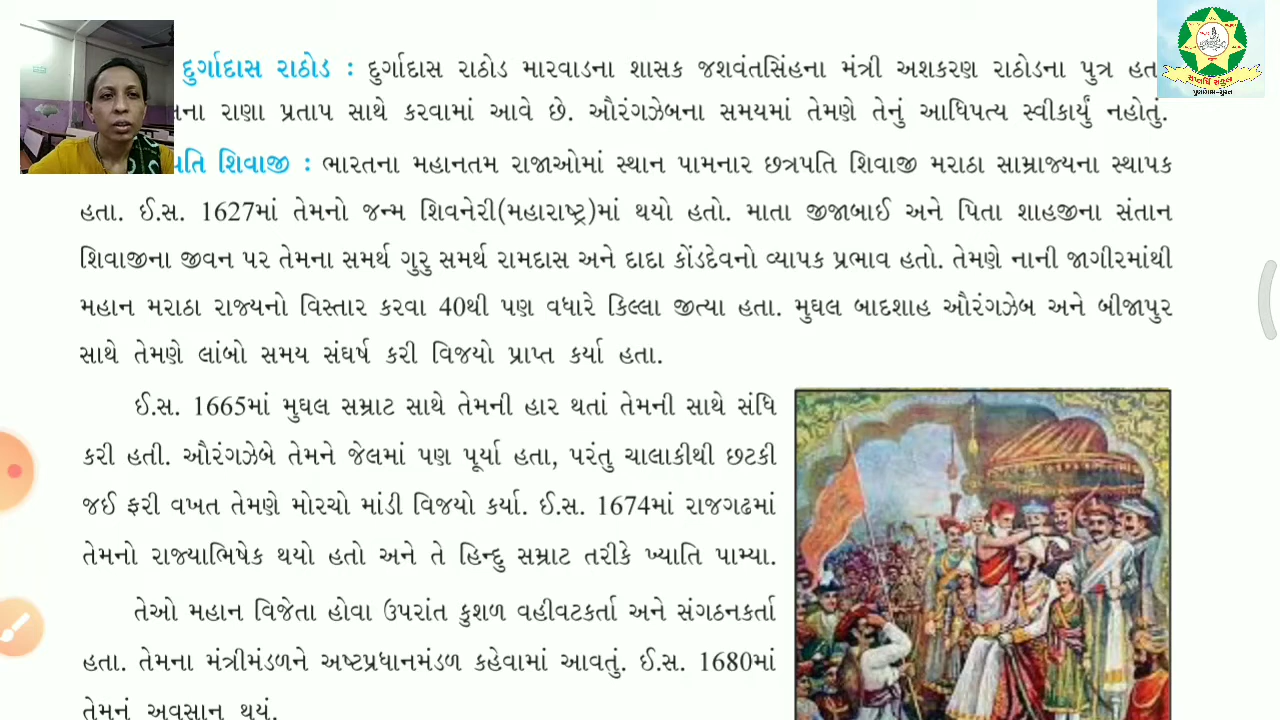 દુર્ગાદાસ રાઠોડ : દુર્ગાદાસ રાઠોડ મારવાડના શાસક જશવંતસિંહના મંત્રી અશકરણ રાઠોડના પુત્ર
રાણા પ્રતાપ સાથે કરવામાં આવે છે. ઔરંગઝેબના સમયમાં તેમણે તેનું આધિપત્ય સ્વીકાર્યું નહોતું.
શિવાજી : ભારતના મહાનતમ રાજાઓમાં સ્થાન પામનાર છત્રપતિ શિવાજી મરાઠા સામ્રાજ્યના સ્થાપક
હતા. ઈ.સ. 1627માં તેમનો જન્મ શિવનેરી(મહારાષ્ટ્ર)માં થયો હતો. માતા જીજાબાઈ અને પિતા શાહજીના સંતાન
શિવાજીના જીવન પર તેમના સમર્થ ગુરુ સમર્થ રામદાસ અને દાદા કોંડદેવનો વ્યાપક પ્રભાવ હતો. તેમણે નાની જાગીરમાંથી
મહાન મરાઠા રાજ્યનો વિસ્તાર કરવા 40થી પણ વધારે કિલ્લા જીત્યા હતા. મુઘલ બાદશાહ ઔરંગઝેબ અને બીજાપુર
સાથે તેમણે લાંબો સમય સંઘર્ષ કરી વિજયો પ્રાપ્ત કર્યા હતા.
ઈ.સ. 1665માં મુઘલ સમ્રાટ સાથે તેમની હાર થતાં તેમની સાથે સંધિ
કરી હતી. ઔરંગઝેબે તેમને જેલમાં પણ પૂર્યા હતા, પરંતુ ચાલાકીથી છટકી
જઈ ફરી વખત તેમણે મોરચો માંડી વિજયો કર્યા. ઈ.સ. 1674માં રાજગઢમાં
તેમનો રાજ્યાભિષેક થયો હતો અને તે હિન્દુ સમ્રાટ તરીકે ખ્યાતિ પામ્યા.
તેઓ મહાન વિજેતા હોવા ઉપરાંત કુશળ વહીવટકર્તા અને સંગઠનકર્તા
હતા. તેમના મંત્રીમંડળને અષ્ટપ્રધાનમંડળ કહેવામાં આવતું. ઈ.સ. 1680માં
તેમનું અવસાન થયું.